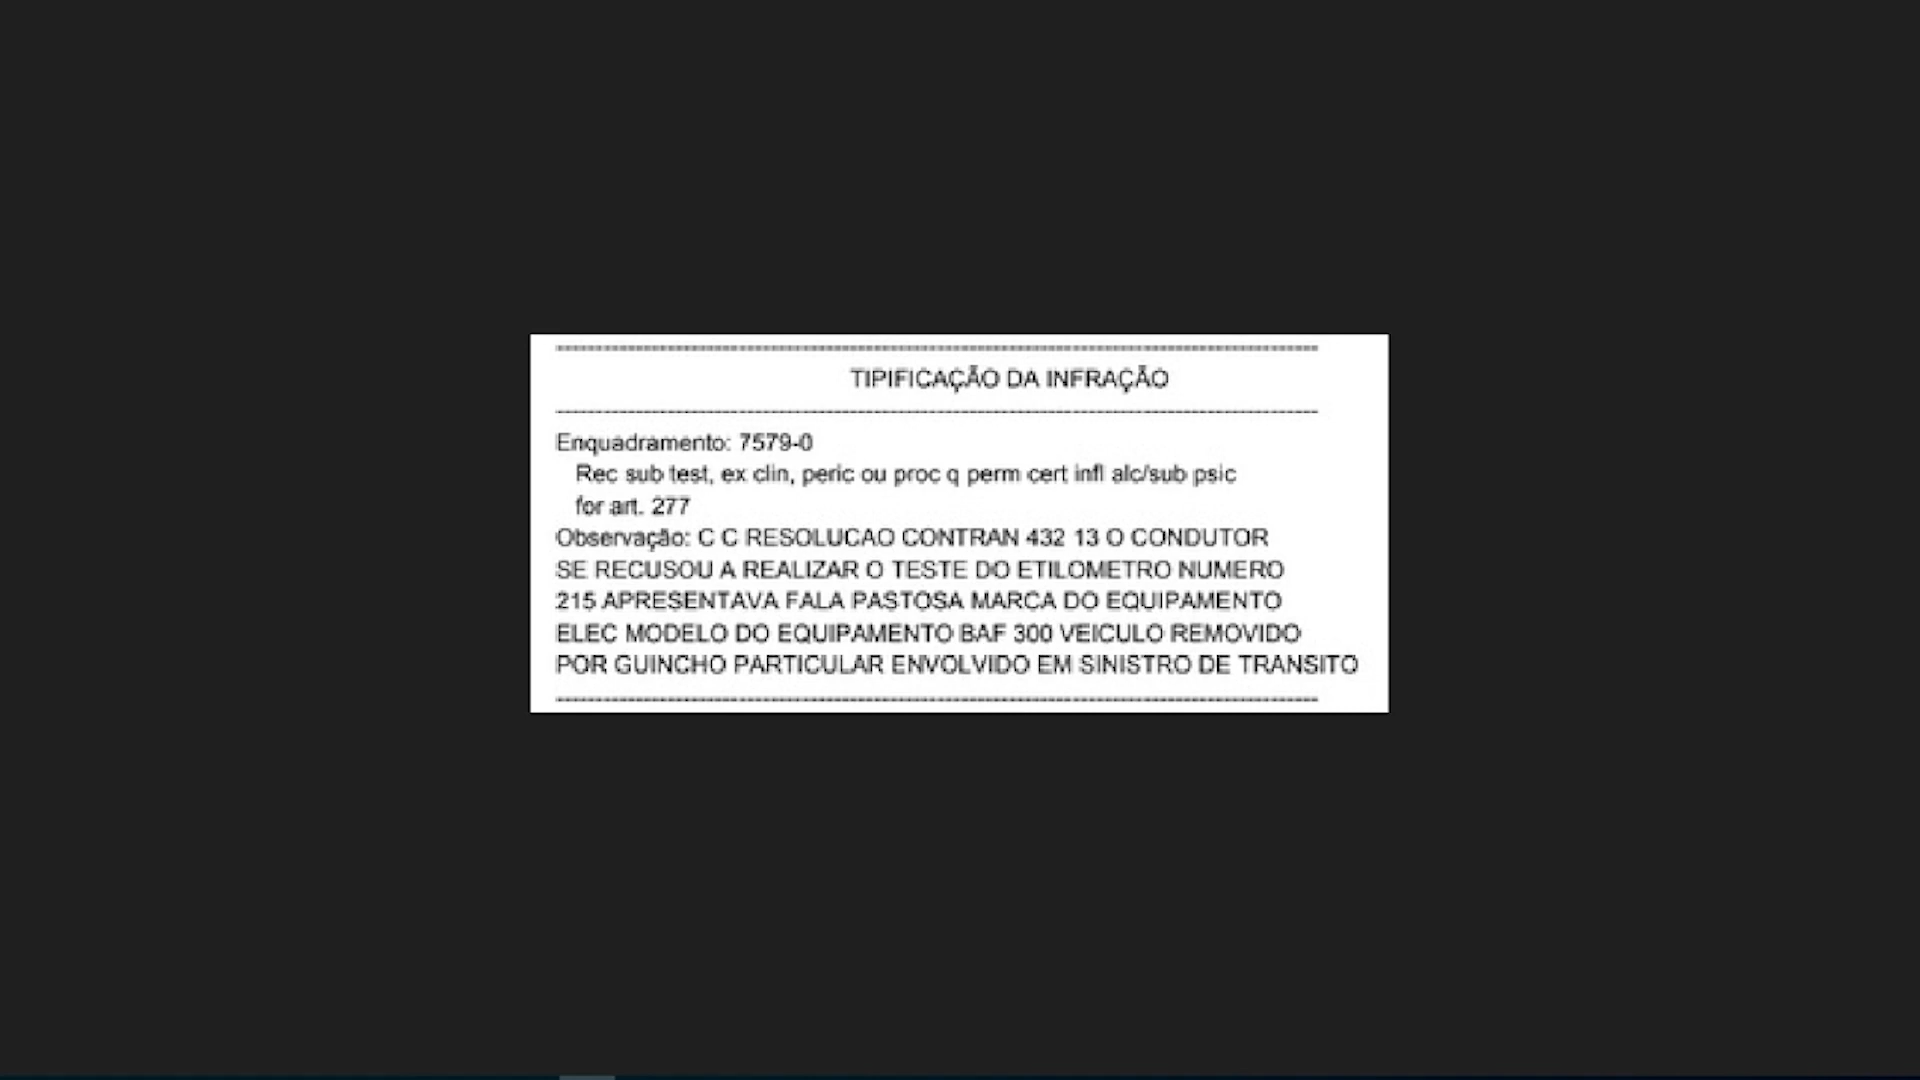 TIPIFICAÇÃO DA INFRAÇÃO
Enquadramento: 7579-0
Rec sub test, ex clin, peric ou proc q perm cert infl alc/sub psic
for art. 277
Observação: C C RESOLUCAO CONTRAN 432 13 O CONDUTOR
SE RECUSOU A REALIZAR O TESTE DO ETILOMETRO NUMERO
215 APRESENTAVA FALA PASTOSA MARCA DO EQUIPAMENTO
ELEC MODELO DO EQUIPAMENTO BAF 300 VEICULO REMOVIDO
POR GUINCHO PARTICULAR ENVOLVIDO EM SINISTRO DE TRANSITO